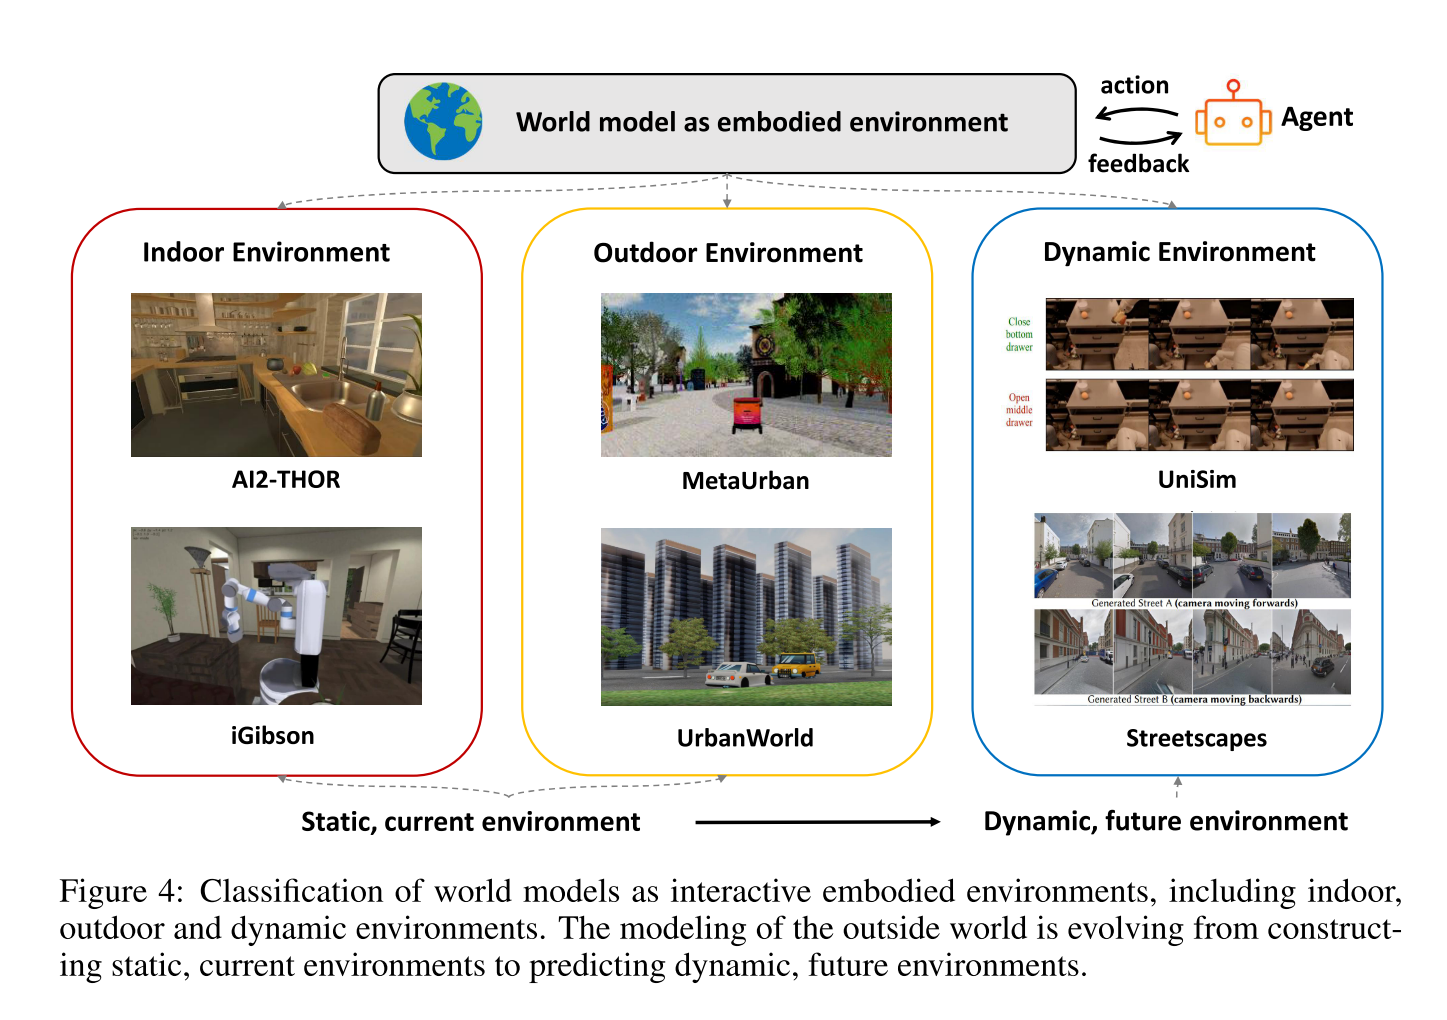 World model as embodied environment
action
feedback
Agent
Indoor Environment
AI2-THOR
iGibson
Outdoor Environment
MetaUrban
UrbanWorld
Dynamic Environment
Close
bottom
drawer
Open
middle
drawer
UniSim
Generated Street A (camera moving forwards)
Generated Street B (camera moving backwards)
Streetscapes
Static, current environment
Dynamic, future environment
Figure 4: Classification of world models as interactive embodied environments, including indoor,
outdoor and dynamic environments. The modeling of the outside world is evolving from construct-
ing static, current environments to predicting dynamic, future environments.